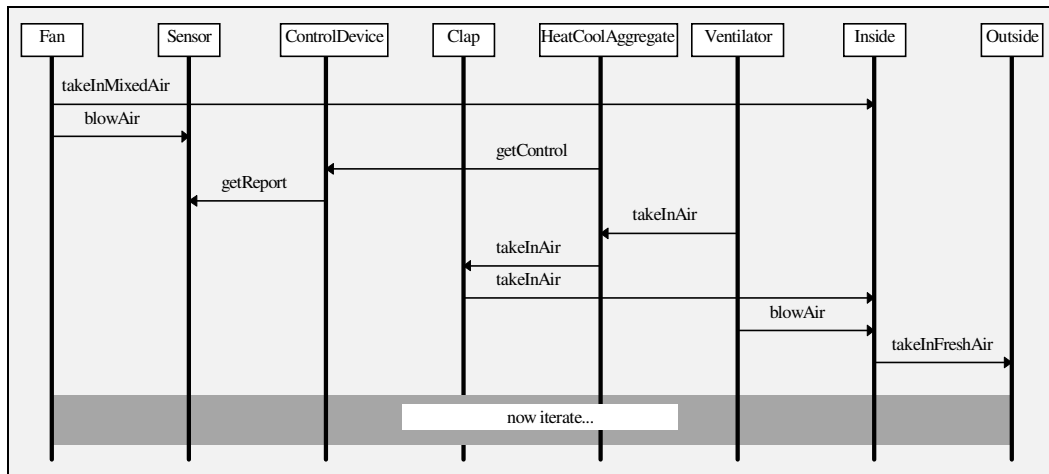 Fan Sensor ControlDevice Clap HeatCoolAggregate Ventilator Inside Outside
takeInMixedAir
blowAir
getControl
getReport
takeInAir
takeInAir
takeInAir
blowAir
takeInFreshAir
now iterate...